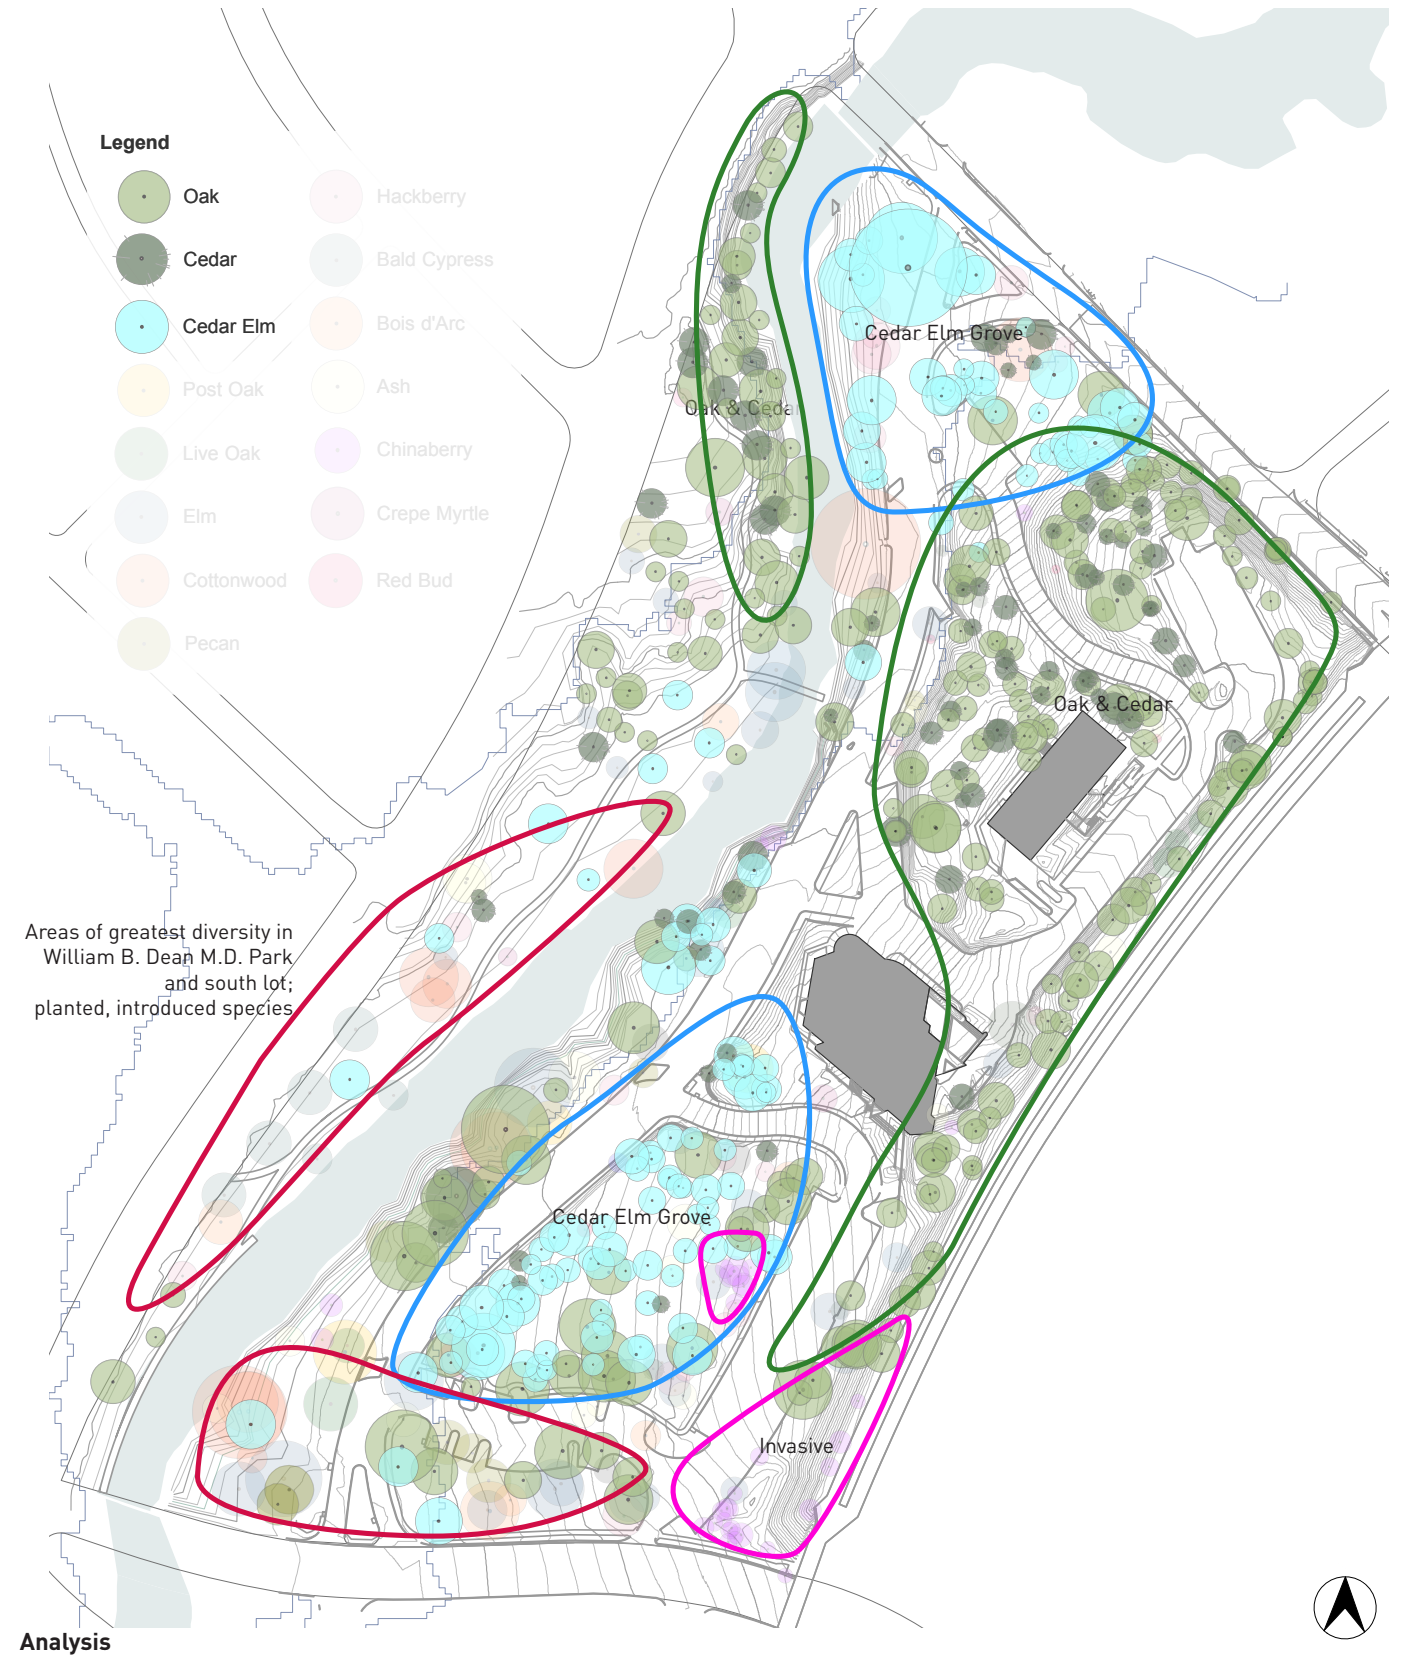 Legend
Oak
Cedar
Cedar Elm
Post Oak
Live Oak
Elm
Cottonwood
Pecan
Hackberry
Bald Cypress
Bois d'Arc
Ash
Chinaberry
Crepe Myrtle
Red Bud
Cedar Elm Grove
Oak & Cedar
Oak & Cedar
Areas of greatest diversity in
William B. Dean M.D. Park
and south lot;
planted, introduced species
Cedar Elm Grove
Invasive
Analysis